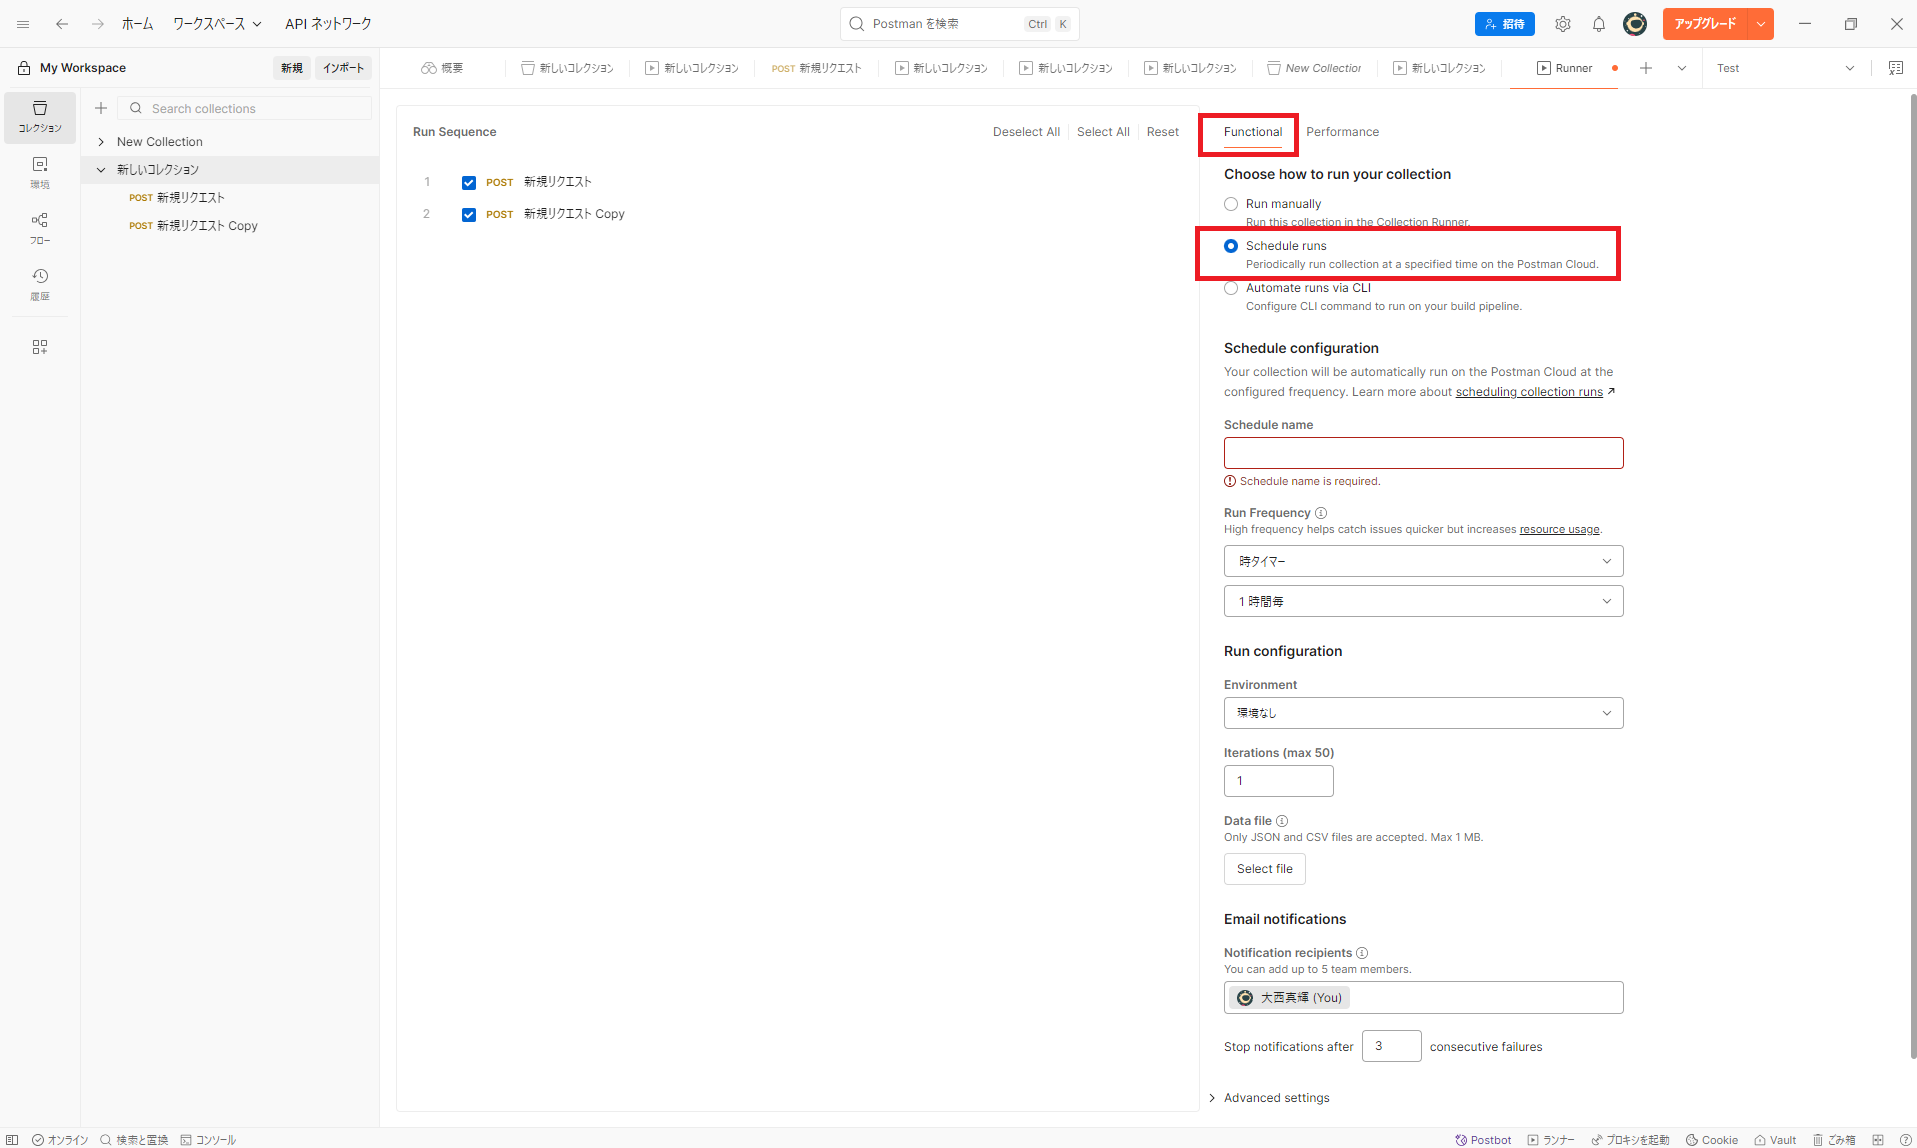 ホーム ワークスペース API ネットワーク Postman を検索 Ctrl K 招待 アップグレード
My Workspace 新規 インポート
概要 新しいコレクション 新しいコレクション POST 新規リクエスト 新しいコレクション 新しいコレクション 新しいコレクション New Collection 新しいコレクション Runner Test
コレクション
環境
フロー
履歴
Search collections
New Collection
新しいコレクション
POST 新規リクエスト
POST 新規リクエスト Copy
Run Sequence Deselect All Select All Reset
1 POST 新規リクエスト
2 POST 新規リクエスト Copy
Functional Performance
Choose how to run your collection
Run manually
Run this collection in the Collection Runner.
Schedule runs
Periodically run collection at a specified time on the Postman Cloud.
Automate runs via CLI
Configure CLI command to run on your build pipeline.
Schedule configuration
Your collection will be automatically run on the Postman Cloud at the
configured frequency. Learn more about scheduling collection runs
Schedule name
Schedule name is required.
Run Frequency
High frequency helps catch issues quicker but increases resource usage.
時タイマー
1 時間毎
Run configuration
Environment
環境なし
Iterations (max 50)
1
Data file
Only JSON and CSV files are accepted. Max 1 MB.
Select file
Email notifications
Notification recipients
You can add up to 5 team members.
大西真輝 (You)
Stop notifications after 3 consecutive failures
Advanced settings
オンライン 検索と置換 コンソール Postbot ランナー プロキシを起動 Cookie Vault ごみ箱